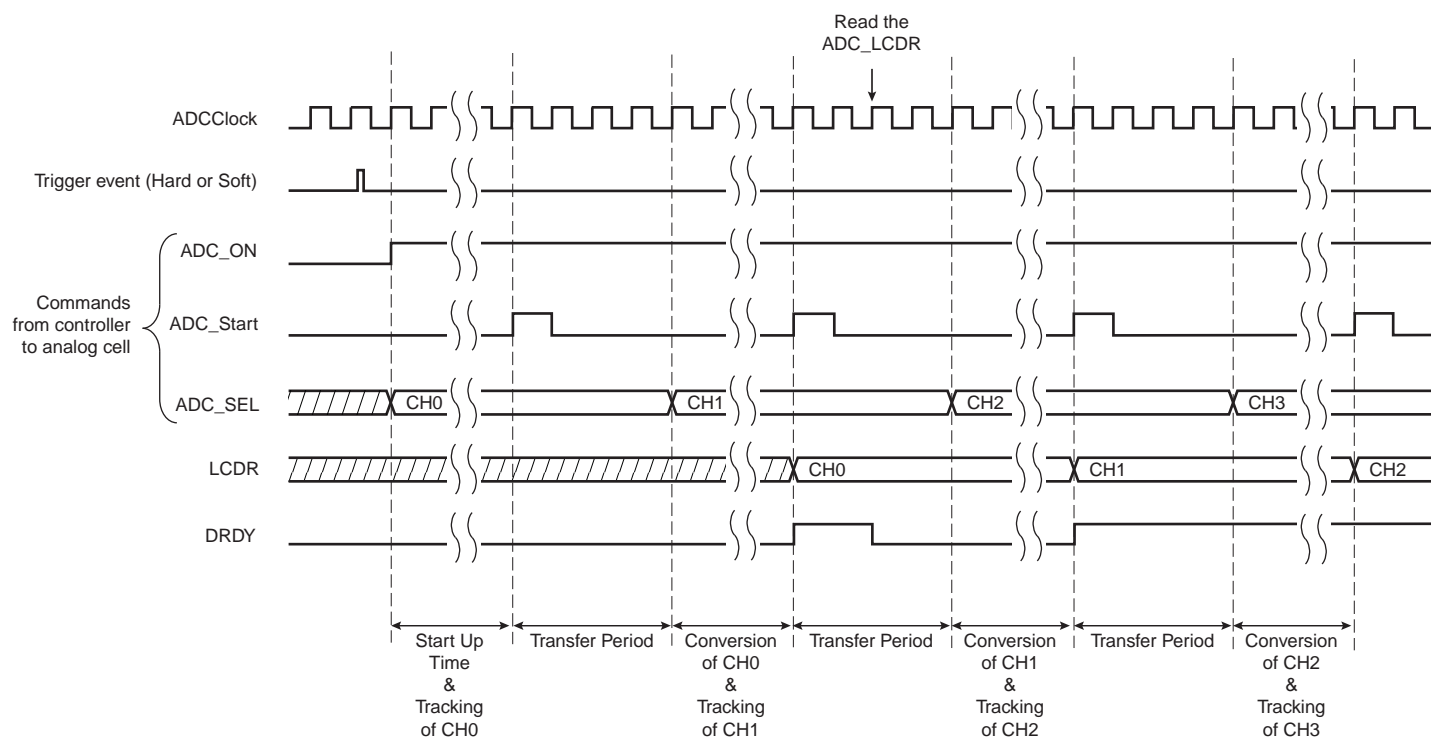 Read the
ADC_LCDR
ADCClock
Trigger event (Hard or Soft)
ADC_ON
Commands
from controller
to analog cell
ADC_Start
ADC_SEL
CH0
CH1
CH2
CH3
LCDR
CH0
CH1
CH2
DRDY
Start Up
Time
&
Tracking
of CH0
Transfer Period
Conversion
of CH0
&
Tracking
of CH1
Transfer Period
Conversion
of CH1
&
Tracking
of CH2
Transfer Period
Conversion
of CH2
&
Tracking
of CH3